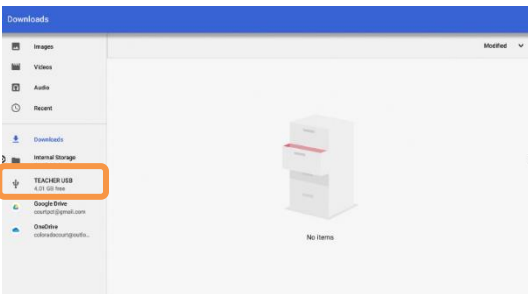 Downloads
Modified
Images
Videos
Audio
Recent
Downloads
Internal Storage
TEACHER USB
4.01 GB free
Google Drive
OneDrive
No items